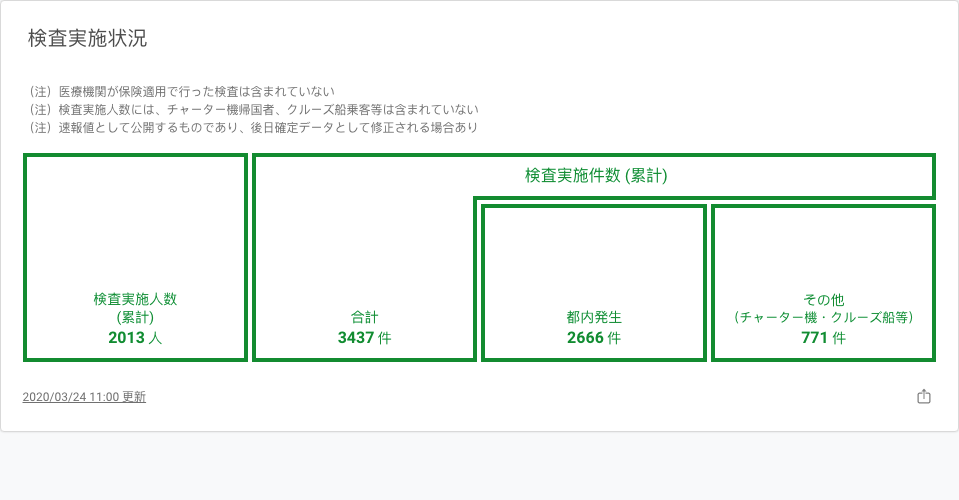 検査実施状況
（注）医療機関が保険適用で行った検査は含まれていない
（注）検査実施人数には、チャーター機帰国者、クルーズ船乗客等は含まれていない
（注）速報値として公開するものであり、後日確定データとして修正される場合あり
検査実施人数
(累計)
2013 人
検査実施件数 (累計)
合計
3437 件
都内発生
2666 件
その他
（チャーター機・クルーズ船等）
771 件
2020/03/24 11:00 更新